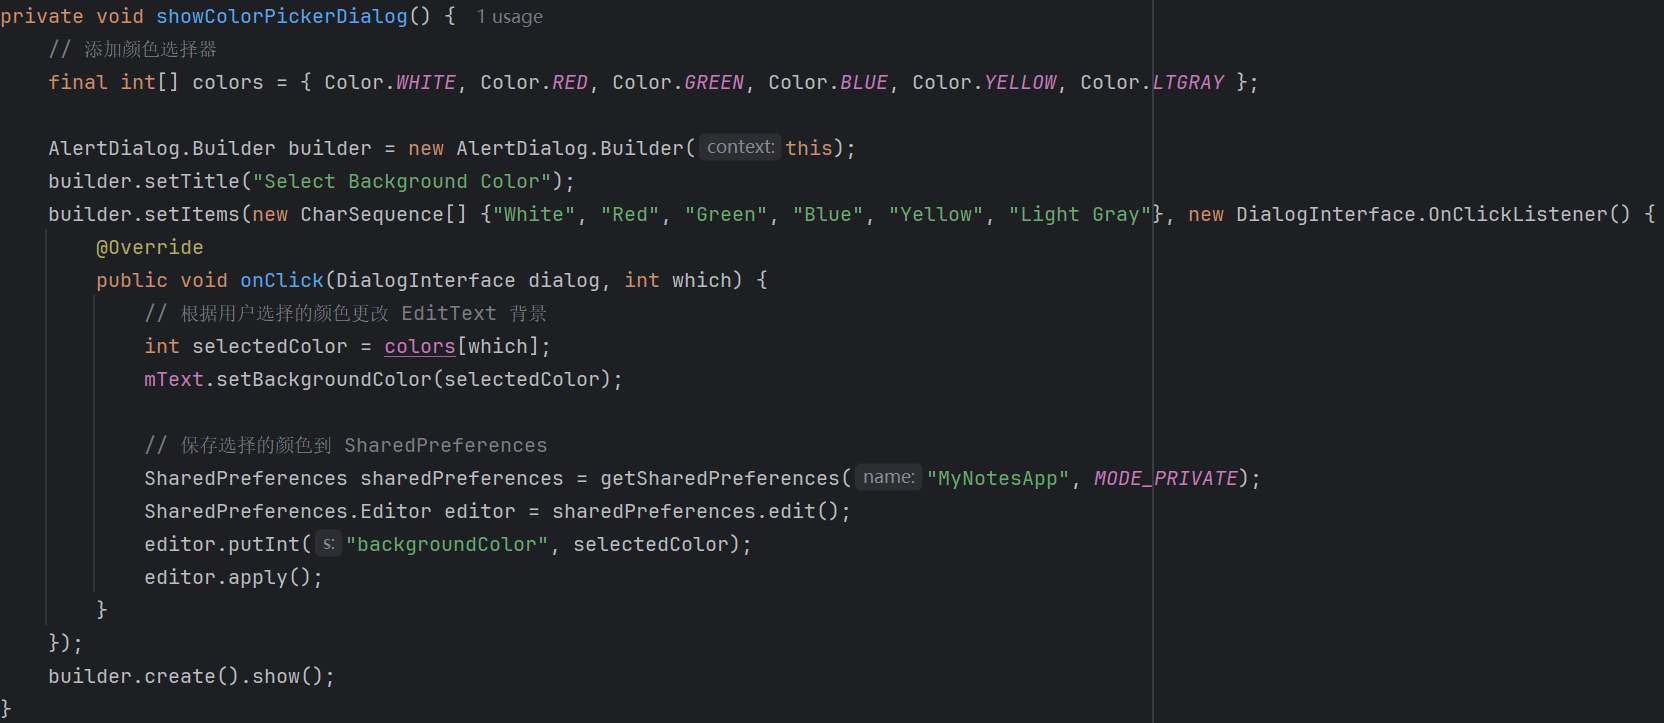 private void showColorPickerDialog() { 1 usage
// 添加颜色选择器
final int[] colors = { Color.WHITE, Color.RED, Color.GREEN, Color.BLUE, Color.YELLOW, Color.LTGRAY };
AlertDialog.Builder builder = new AlertDialog.Builder( context: this);
builder.setTitle("Select Background Color");
builder.setItems(new CharSequence[] {"White", "Red", "Green", "Blue", "Yellow", "Light Gray"}, new DialogInterface.OnClickListener() {
@Override
public void onClick(DialogInterface dialog, int which) {
// 根据用户选择的颜色更改 EditText 背景
int selectedColor = colors[which];
mText.setBackgroundColor(selectedColor);
// 保存选择的颜色到 SharedPreferences
SharedPreferences sharedPreferences = getSharedPreferences( name: "MyNotesApp", MODE_PRIVATE);
SharedPreferences.Editor editor = sharedPreferences.edit();
editor.putInt( s: "backgroundColor", selectedColor);
editor.apply();
}
});
builder.create().show();
}